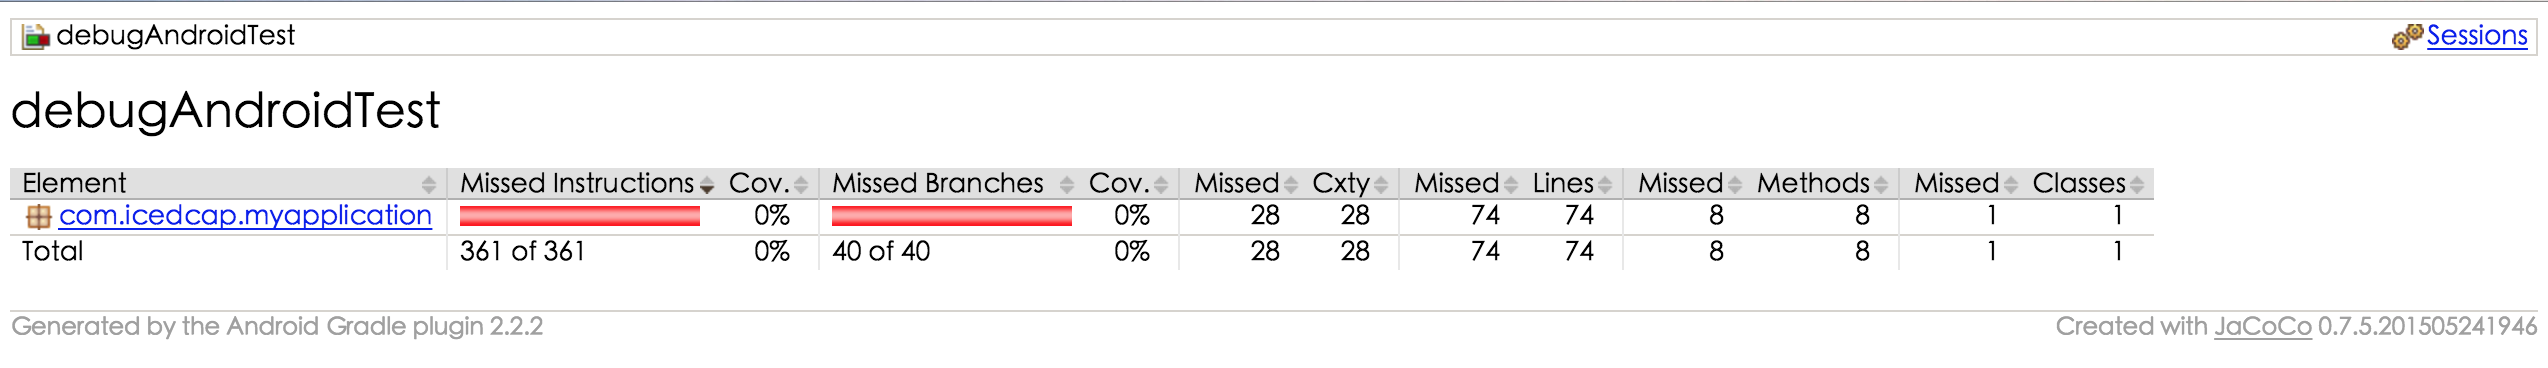 debugAndroidTest Sessions
debugAndroidTest
Element Missed Instructions Cov. Missed Branches Cov. Missed Cxty Missed Lines Missed Methods Missed Classes
com.icedcap.myapplication 0% 0% 28 28 74 74 8 8 1 1
Total 361 of 361 0% 40 of 40 0% 28 28 74 74 8 8 1 1
Generated by the Android Gradle plugin 2.2.2 Created with JaCoCo 0.7.5.201505241946